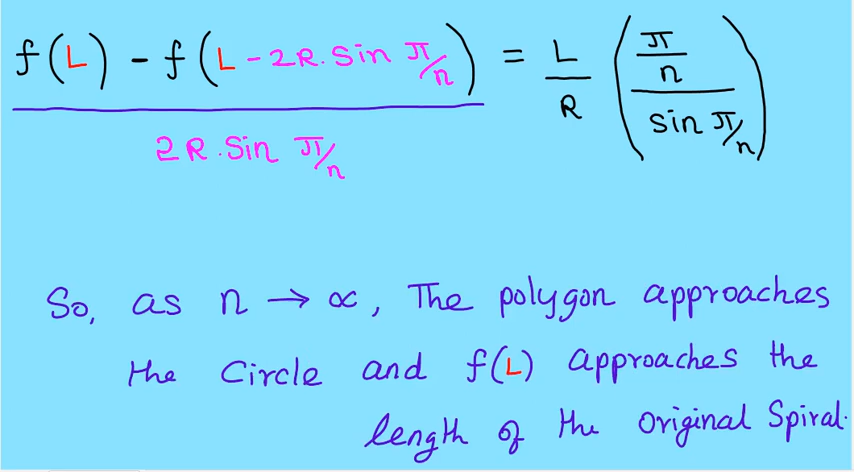 f(L) - f(L - 2R. Sin π/n) / 2R . Sin π/n = L/R ( π/n / sin π/n )
So, as n → ∝, The polygon approaches
the Circle and f(L) approaches the
length of the original Spiral.